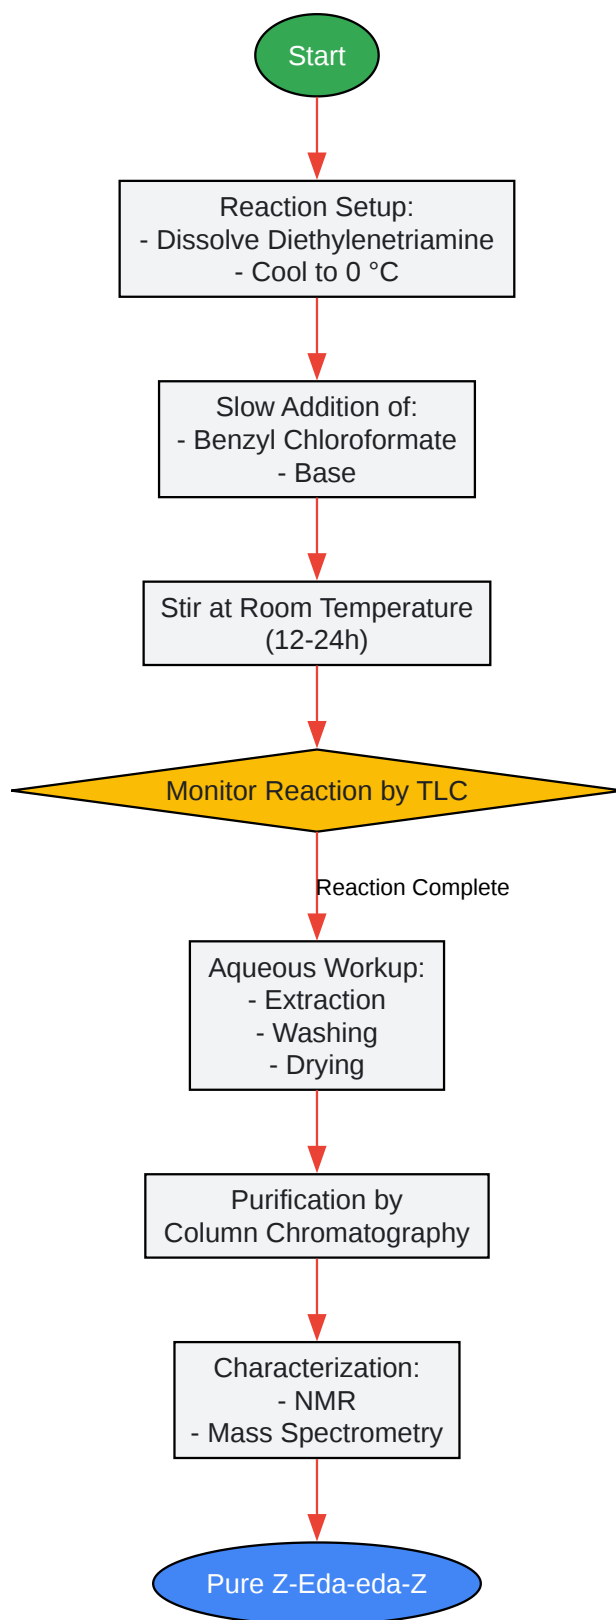 Start
Reaction Setup:
- Dissolve Diethylenetriamine
- Cool to 0 °C
Slow Addition of:
- Benzyl Chloroformate
- Base
Stir at Room Temperature
(12-24h)
Monitor Reaction by TLC
Reaction Complete
Aqueous Workup:
- Extraction
- Washing
- Drying
Purification by
Column Chromatography
Characterization:
- NMR
- Mass Spectrometry
Pure Z-Eda-eda-Z